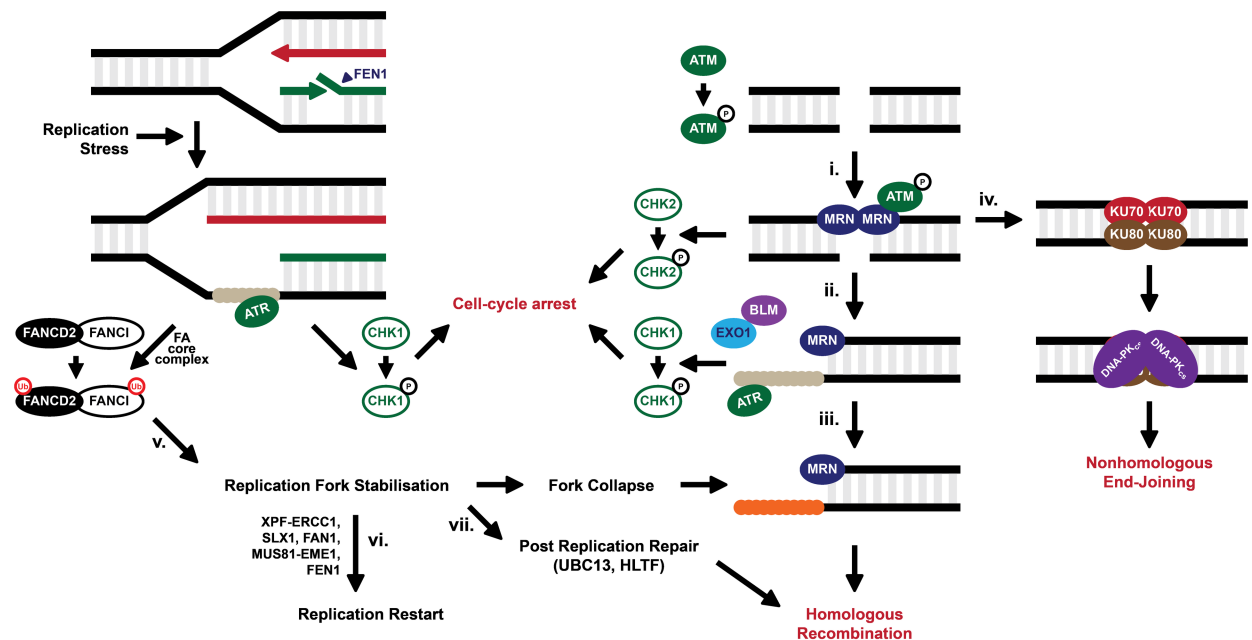 FEN1
Replication
Stress
ATR
FANCD2 FANCI
FA
core
complex
Ub Ub
FANCD2 FANCI
CHK1
P
CHK1
Cell-cycle arrest
ATM
P
ATM
i.
P
ATM
MRN MRN
CHK2
P
CHK2
iv.
KU70 KU70
KU80 KU80
ii.
BLM
EXO1
MRN
CHK1
P
CHK1
ATR
DNA-PKCS
iii.
MRN
Nonhomologous
End-Joining
v.
Replication Fork Stabilisation
Fork Collapse
XPF-ERCC1,
SLX1, FAN1,
MUS81-EME1,
FEN1
vi.
vii.
Post Replication Repair
(UBC13, HLTF)
Replication Restart
Homologous
Recombination